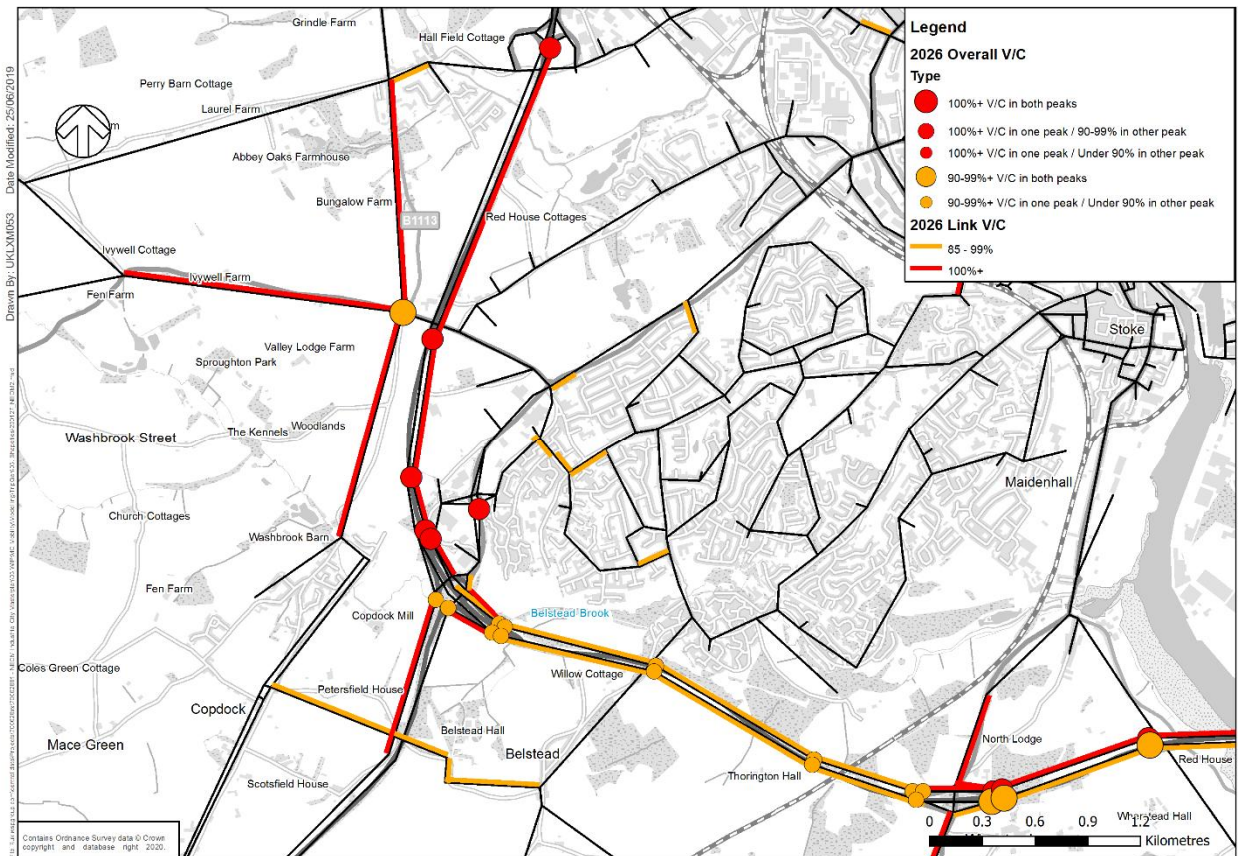 Grindle Farm
Hall Field Cottage
Perry Barn Cottage
Laurel Farm
m
Abbey Oaks Farmhouse
Bungalow Farm
B1113
Red House Cottages
Ivywell Cottage
Ivywell Farm
Fen Farm
Valley Lodge Farm
Sproughton Park
Stoke
Woodlands
The Kennels
Washbrook Street
Maidenhall
Church Cottages
Washbrook Barn
Fen Farm
Copdock Mill
Belstead Brook
Coles Green Cottage
Willow Cottage
Petersfield House
Copdock
Belstead Hall
Mace Green
Belstead
North Lodge
Red House
Thorington Hall
Scotsfield House
Wherstead Hall
Legend
2026 Overall V/C
Type
100%+ V/C in both peaks
100%+ V/C in one peak / 90-99% in other peak
100%+ V/C in one peak / Under 90% in other peak
90-99%+ V/C in both peaks
90-99%+ V/C in one peak / Under 90% in other peak
2026 Link V/C
85 - 99%
100%+
0 0.3 0.6 0.9 1.2
Kilometres
Contains Ordnance Survey data © Crown
copyright and database right 2020.
Drawn By: UKLXM053 Date Modified: 25/06/2019